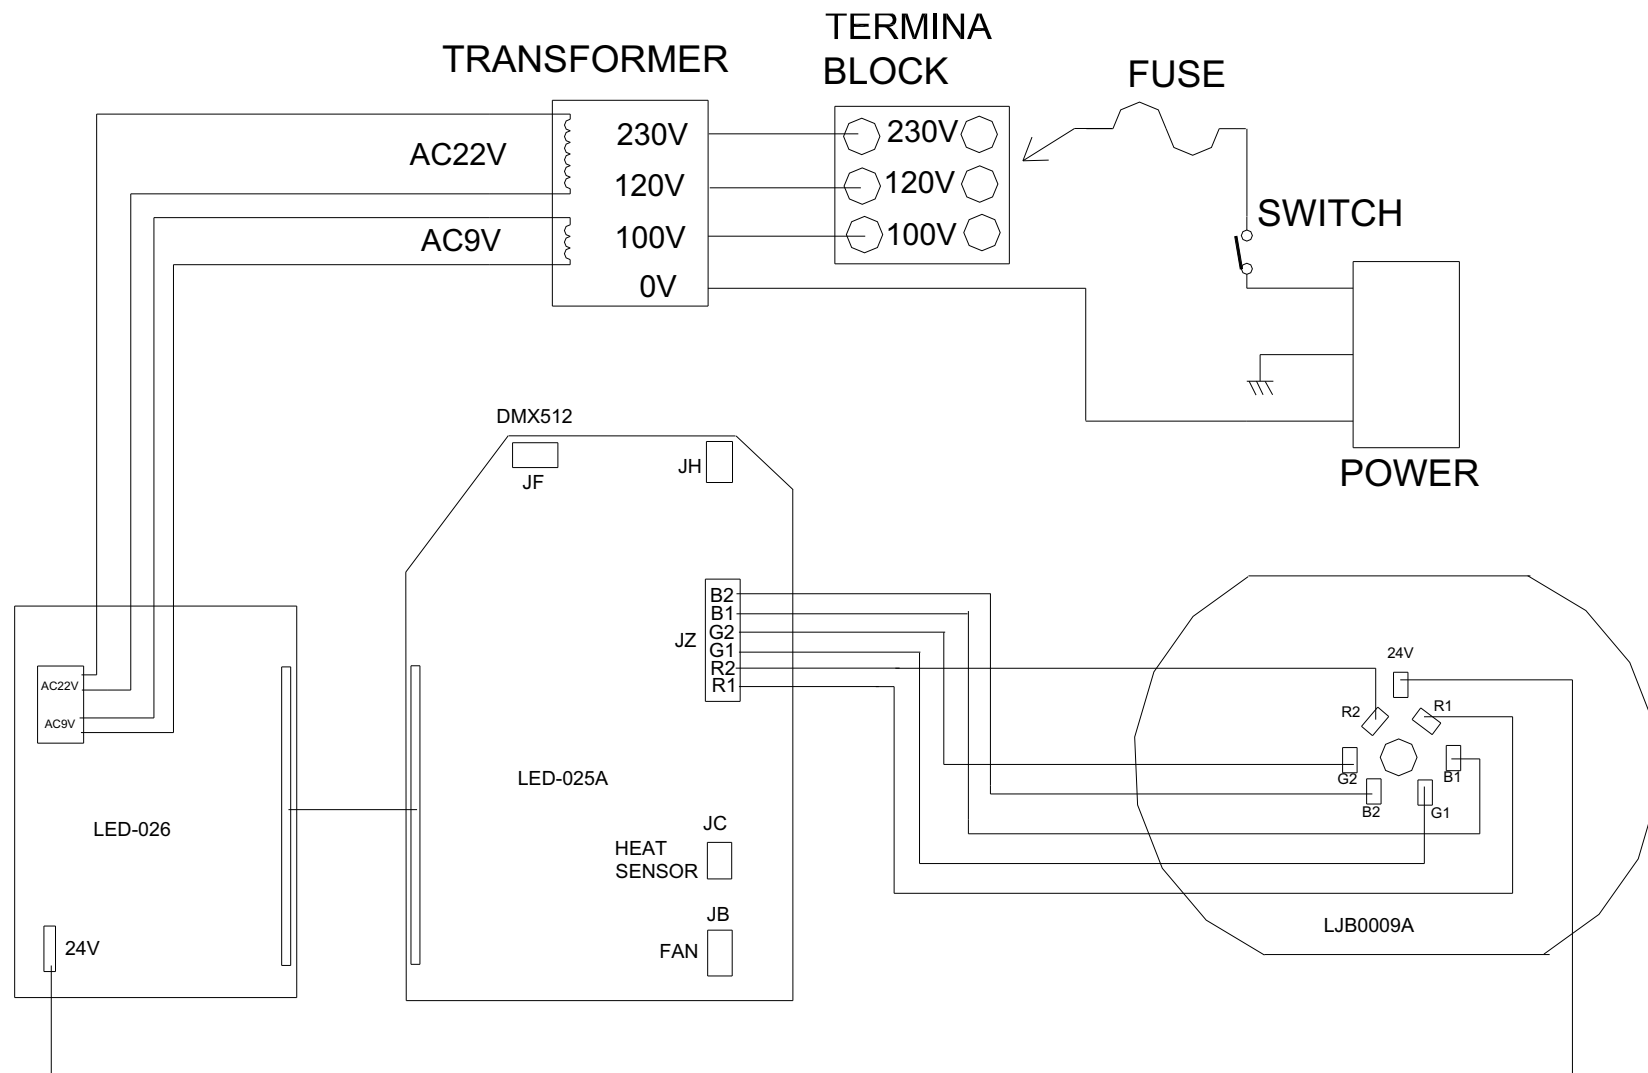 TERMINA
BLOCK
TRANSFORMER
FUSE
230V
230V
AC22V
120V
120V
SWITCH
AC9V
100V
100V
0V
POWER
DMX512
JF
JH
B2
B1
G2
JZ
G1
R2
R1
24V
AC22V
AC9V
R2
R1
G2
B1
B2
G1
LED-026
LED-025A
JC
HEAT
SENSOR
JB
FAN
24V
LJB0009A